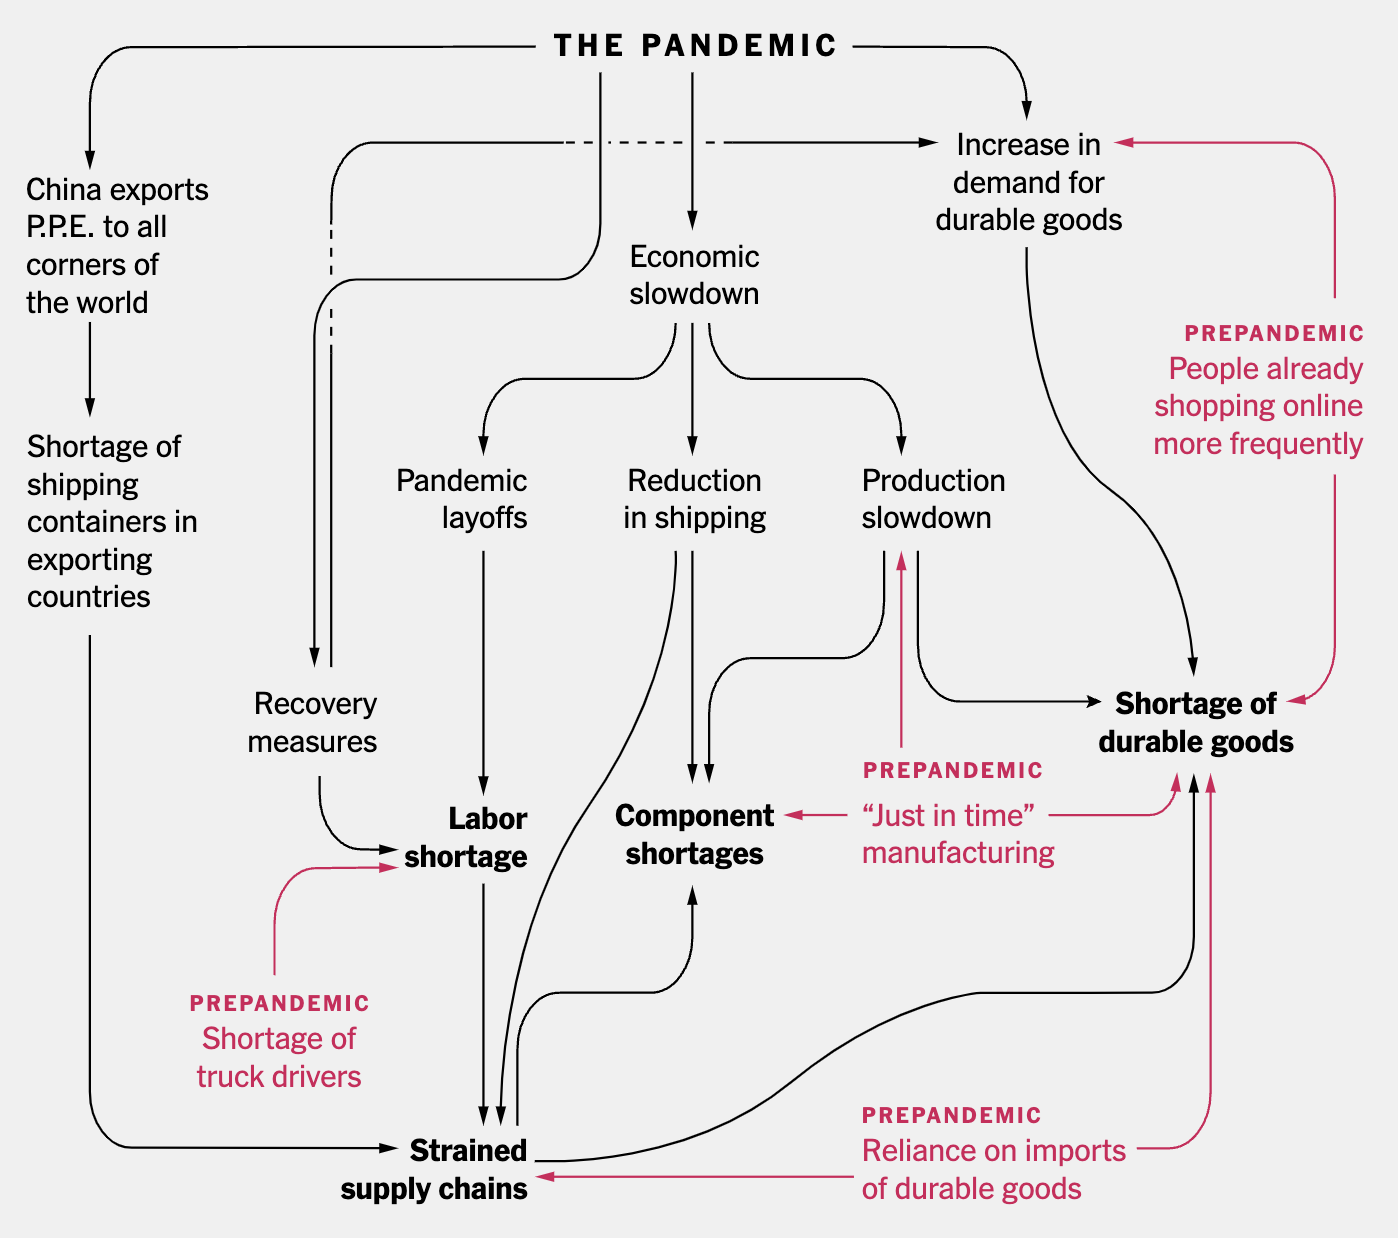 THE PANDEMIC
Increase in
demand for
durable goods
China exports
P.P.E. to all
corners of
the world
Economic
slowdown
PREPANDEMIC
People already
shopping online
more frequently
Shortage of
shipping
containers in
exporting
countries
Pandemic
layoffs
Reduction
in shipping
Production
slowdown
Recovery
measures
Shortage of
durable goods
Labor
shortage
Component
shortages
PREPANDEMIC
“Just in time”
manufacturing
PREPANDEMIC
Shortage of
truck drivers
Strained
supply chains
PREPANDEMIC
Reliance on imports
of durable goods